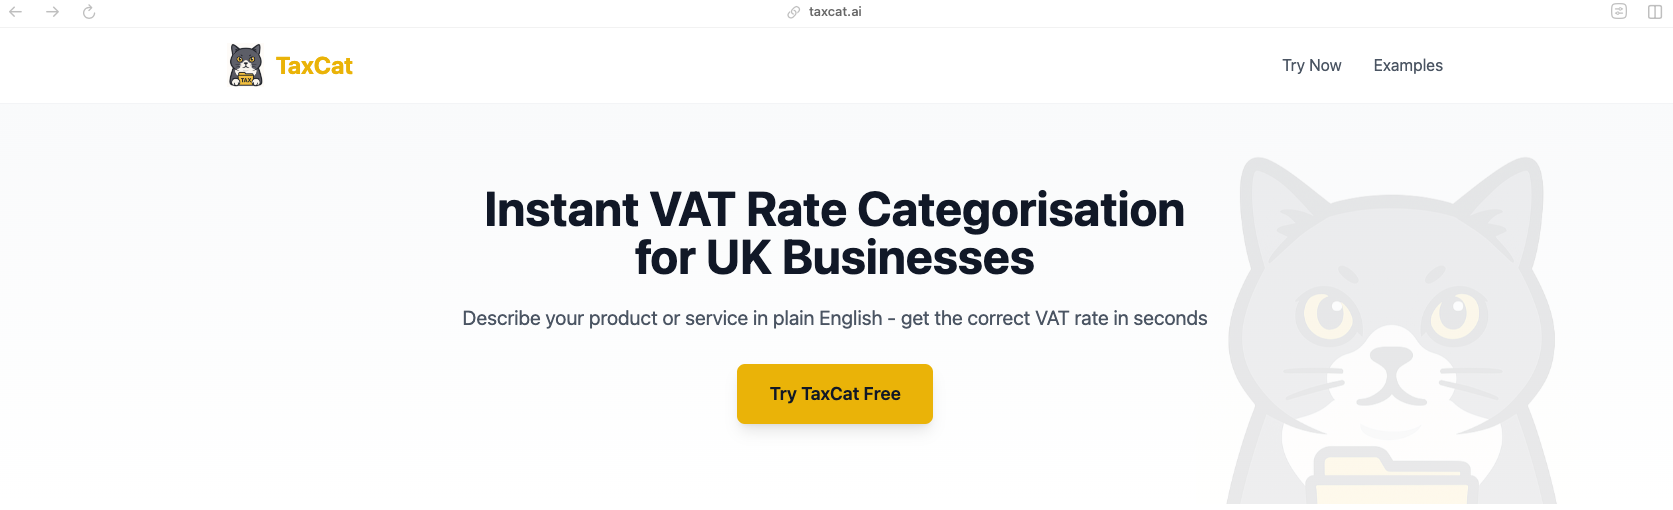 taxcat.ai
TAX
TaxCat
Try Now
Examples
Instant VAT Rate Categorisation
for UK Businesses
Describe your product or service in plain English - get the correct VAT rate in seconds
Try TaxCat Free